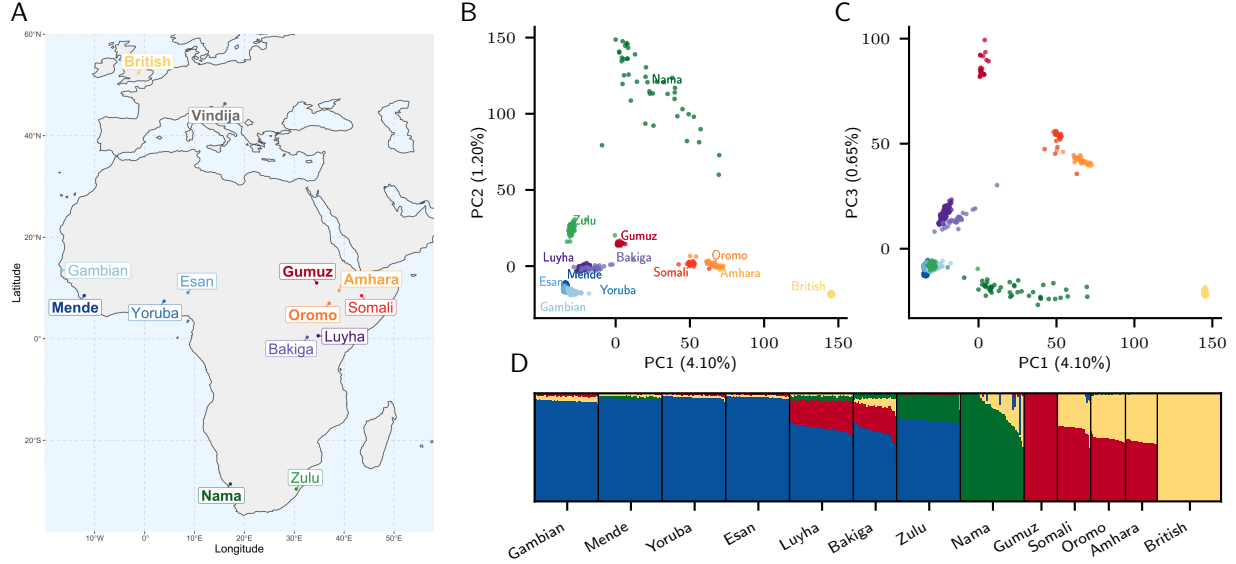 A
60°N
40°N
20°N
0°
20°S
Latitude
10°W
0°
10°E
20°E
30°E
40°E
50°E
Longitude
British
Vindija
Gambian
Esan
Gumuz
Amhara
Mende
Yoruba
Oromo
Somali
Bakiga
Luyha
Nama
Zulu
B
PC2 (1.20%)
150
100
50
0
0
50
100
150
PC1 (4.10%)
Nama
Zulu
Gumuz
Luyha
Bakiga
Oromo
Mende
Somali
Amhara
Esan
Yoruba
British
Gambian
C
PC3 (0.65%)
100
50
0
0
50
100
150
PC1 (4.10%)
D
Gambian
Mende
Yoruba
Esan
Luyha
Bakiga
Zulu
Nama
Gumuz
Somali
Oromo
Amhara
British